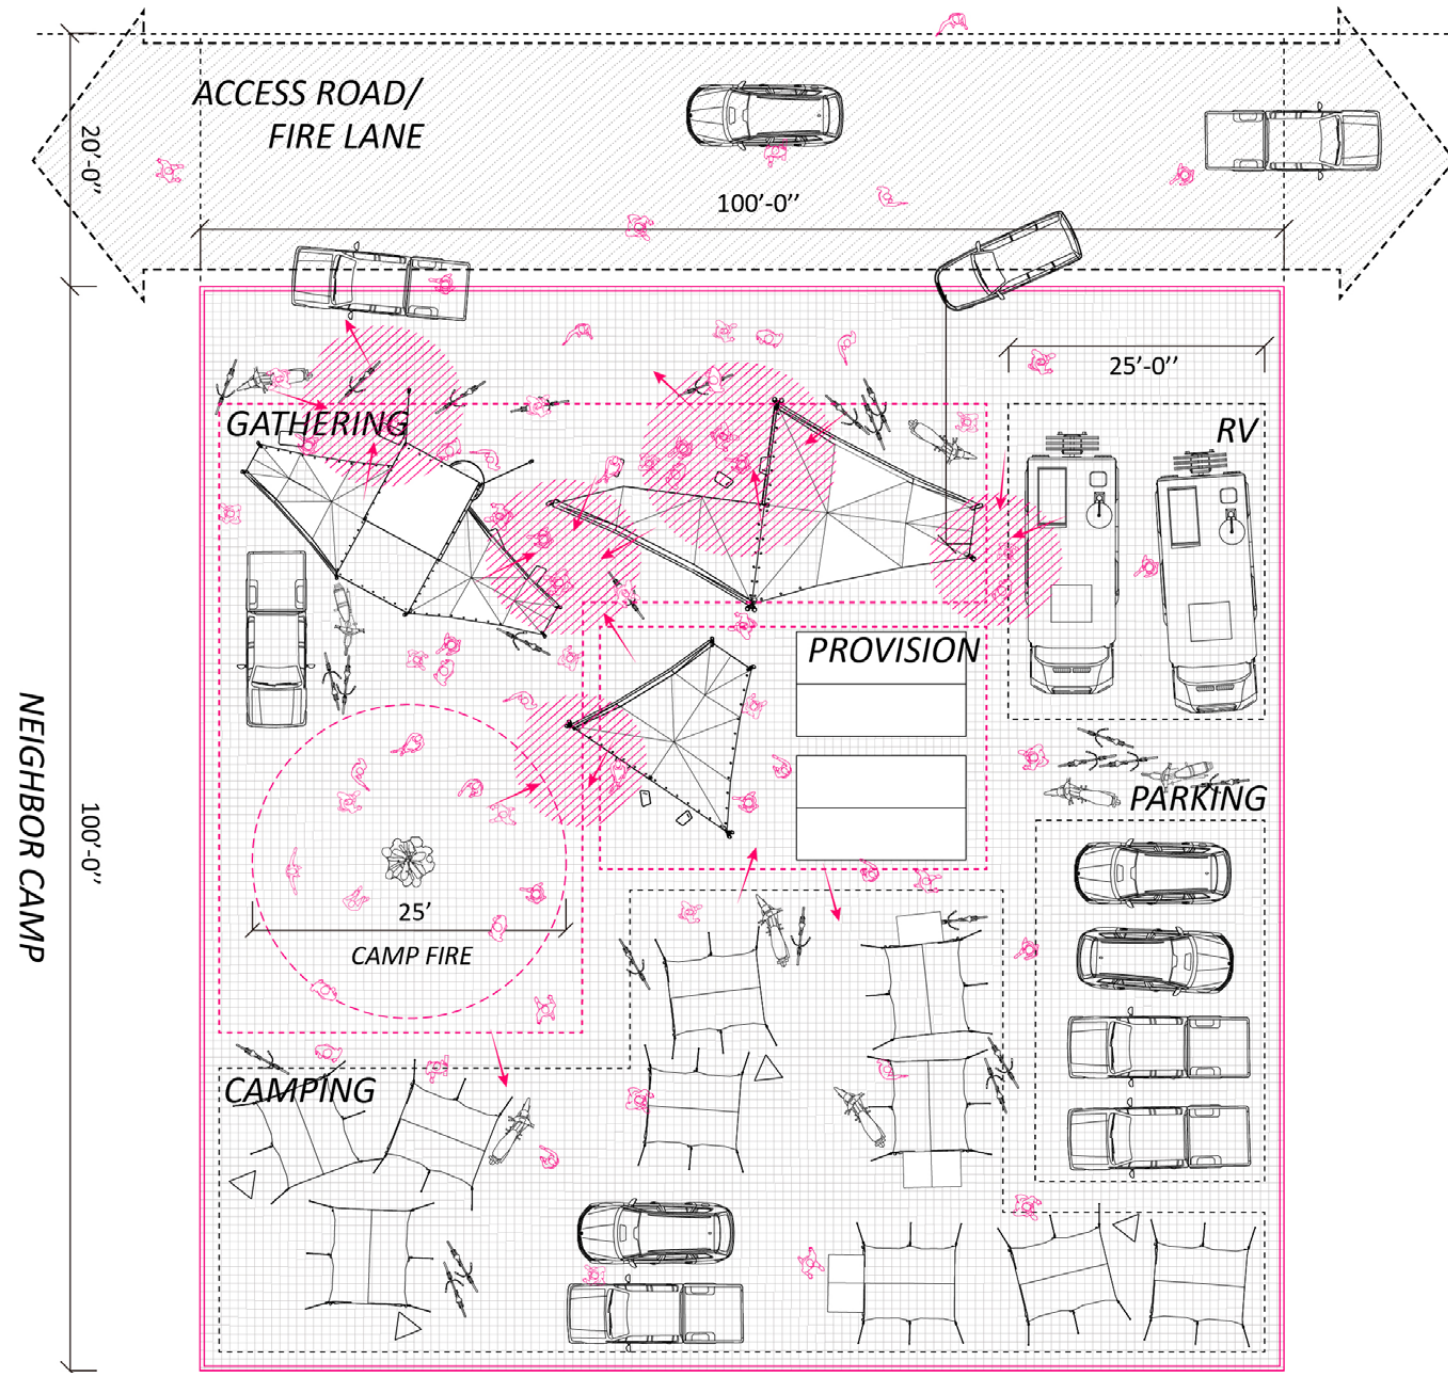 ACCESS ROAD/
FIRE LANE
20'-0''
100'-0''
25'-0''
GATHERING
RV
PROVISION
NEIGHBOR CAMP
100'-0''
PARKING
25'
CAMP FIRE
CAMPING